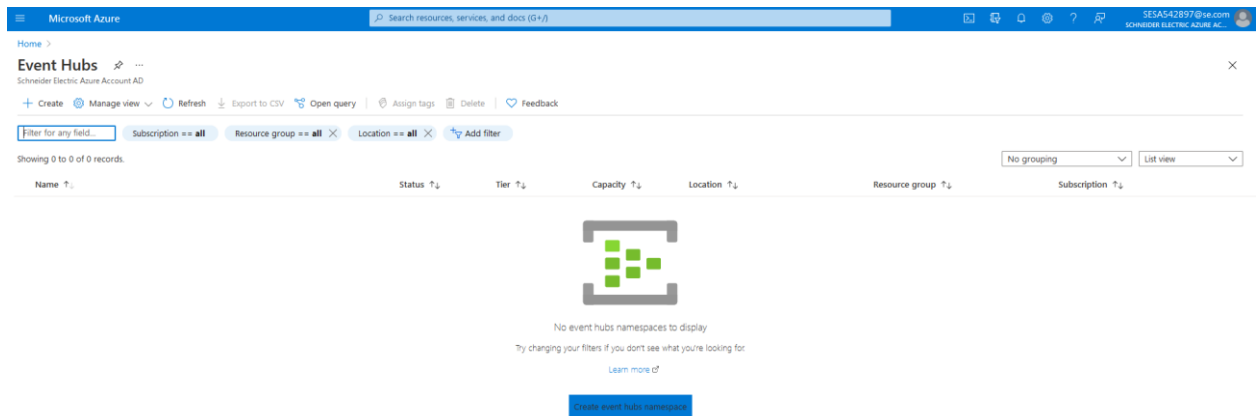 Microsoft Azure
Search resources, services, and docs (G+/)
SESA542897@se.com
SCHNEIDER ELECTRIC AZURE AC...
Home >
Event Hubs ...
Schneider Electric Azure Account AD
+ Create Manage view Refresh Export to CSV Open query Assign tags Delete Feedback
Filter for any field... Subscription == all Resource group == all Location == all Add filter
Showing 0 to 0 of 0 records.
No grouping List view
Name Status Tier Capacity Location Resource group Subscription
No event hubs namespaces to display
Try changing your filters if you don't see what you're looking for.
Learn more
Create event hubs namespace